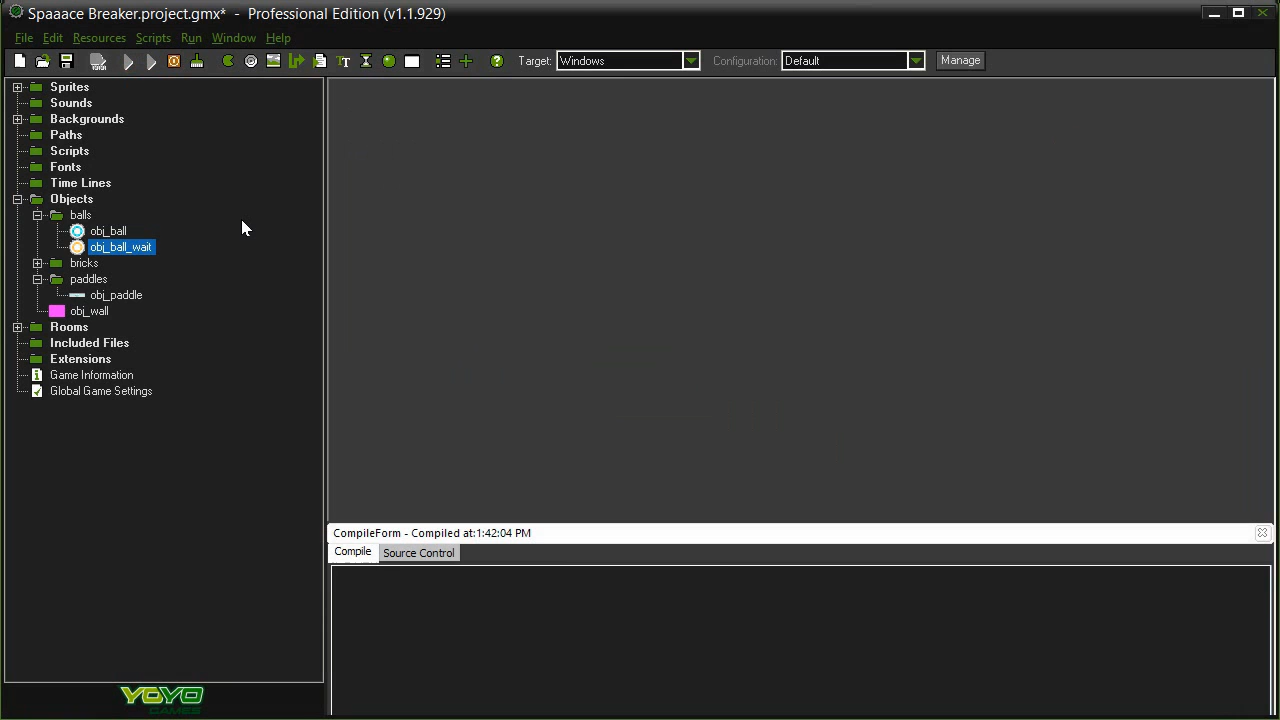 Spaaace Breaker.project.gmx*  -  Professional Edition (v1.1.929)
File Edit Resources Scripts Run Window Help
Target: Windows Configuration: Default Manage
Sprites
Sounds
Backgrounds
Paths
Scripts
Fonts
Time Lines
Objects
balls
obj_ball
obj_ball_wait
bricks
paddles
obj_paddle
obj_wall
Rooms
Included Files
Extensions
Game Information
Global Game Settings
CompileForm - Compiled at:1:42:04 PM
Compile Source Control
YOYO
GAMES